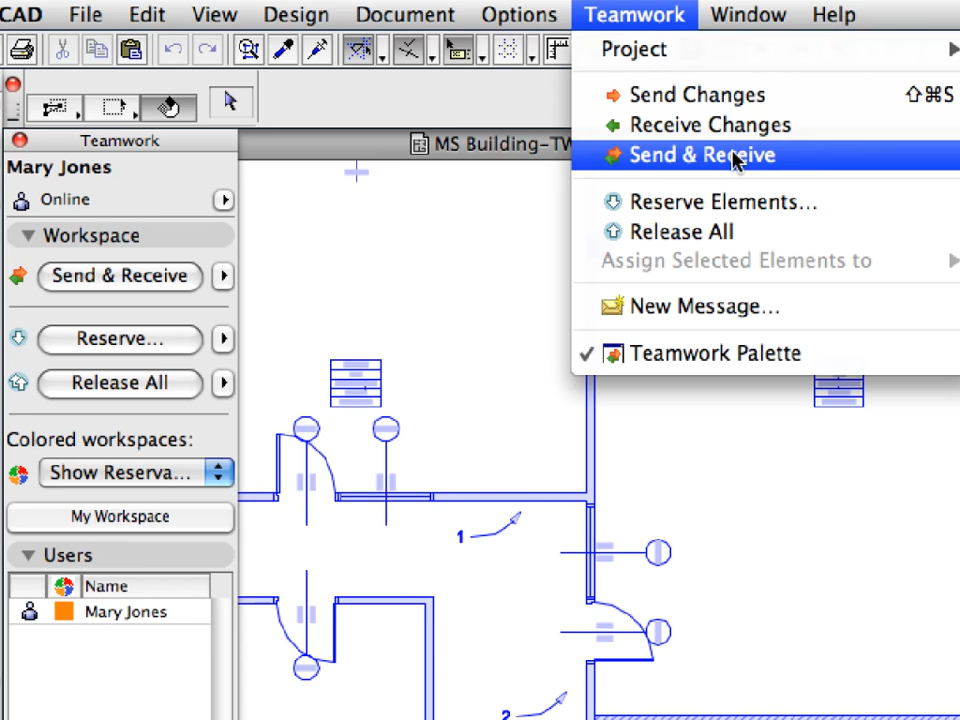 CAD File Edit View Design Document Options Teamwork Window Help
Project
Send Changes ⇧⌘S
Receive Changes
Send & Receive
Reserve Elements...
Release All
Assign Selected Elements to
New Message...
✓ Teamwork Palette
Teamwork
MS Building-TW
Mary Jones
Online
Workspace
Send & Receive
Reserve...
Release All
Colored workspaces:
Show Reserva...
My Workspace
Users
Name
Mary Jones
1
2